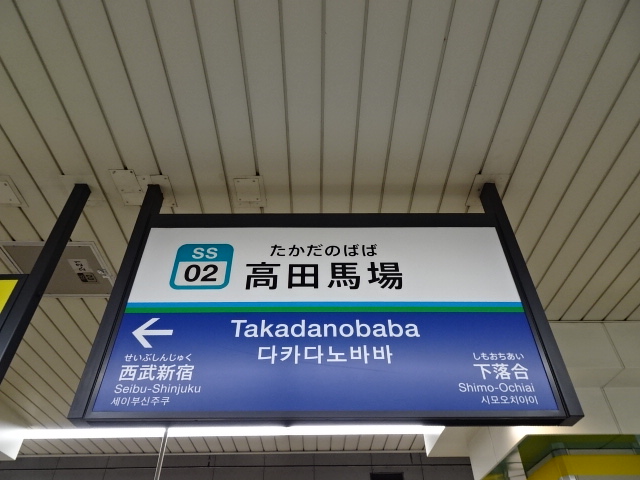 SS
02
たかだのばば
高田馬場
Takadanobaba
다카다노바바
せいぶしんじゅく
西武新宿
Seibu-Shinjuku
세이부신주쿠
しもおちあい
下落合
Shimo-Ochiai
시모오치아이